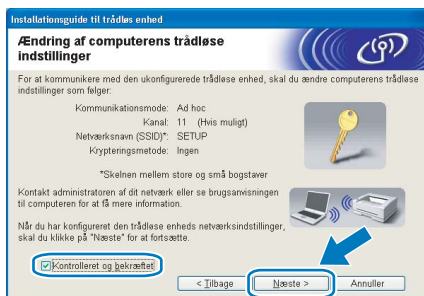 Installationsguide til trådløs enhed
Ændring af computerens trådløse
indstillinger
For at kommunikere med den ukonfigurerede trådløse enhed, skal du ændre computerens trådløse
indstillinger som følger:
Kommunikationsmode: Ad hoc
Kanal: 11 (Hvis muligt)
Netværksnavn (SSID)*: SETUP
Krypteringsmetode: Ingen
*Skelnen mellem store og små bogstaver
Kontakt administratoren af dit netværk eller se brugsanvisningen
til computeren for at få mere information.
Når du har konfigureret den trådløse enheds netværksindstillinger,
skal du klikke på "Næste" for at fortsætte.
Kontrolleret og bekræftet
< Tilbage
Næste >
Annuller